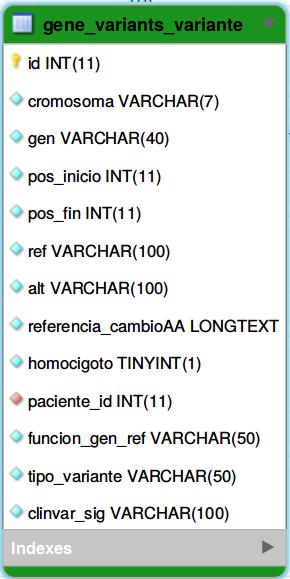 gene_variants_variante
id INT(11)
cromosoma VARCHAR(7)
gen VARCHAR(40)
pos_inicio INT(11)
pos_fin INT(11)
ref VARCHAR(100)
alt VARCHAR(100)
referencia_cambioAA LONGTEXT
homocigoto TINYINT(1)
paciente_id INT(11)
funcion_gen_ref VARCHAR(50)
tipo_variante VARCHAR(50)
clinvar_sig VARCHAR(100)
Indexes